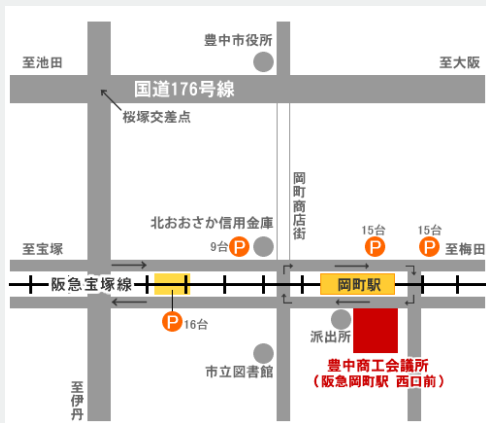 豊中市役所
至池田
至大阪
国道176号線
桜塚交差点
岡町商店街
北おおさか信用金庫
9台
P
15台
P
15台
P
至宝塚
至梅田
阪急宝塚線
岡町駅
P
16台
派出所
市立図書館
豊中商工会議所
（阪急岡町駅 西口前）
至伊丹